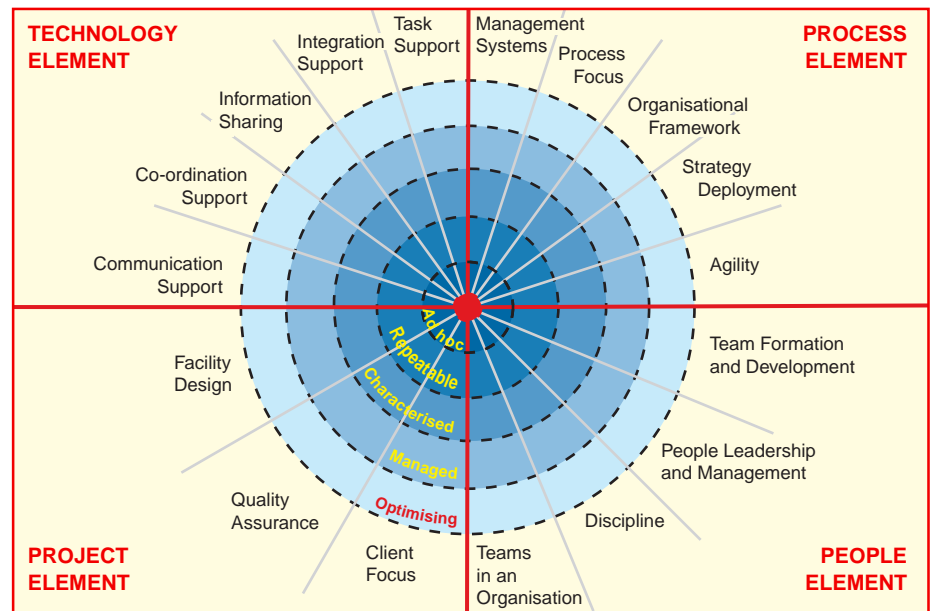 TECHNOLOGY
ELEMENT
Task
Support
Integration
Support
Information
Sharing
Co-ordination
Support
Communication
Support
Management
Systems
Process
Focus
Organisational
Framework
Strategy
Deployment
Agility
PROCESS
ELEMENT
Ad hoc
Repeatable
Characterised
Managed
Optimising
Facility
Design
Quality
Assurance
Client
Focus
PROJECT
ELEMENT
Team Formation
and Development
People Leadership
and Management
Discipline
Teams
in an
Organisation
PEOPLE
ELEMENT